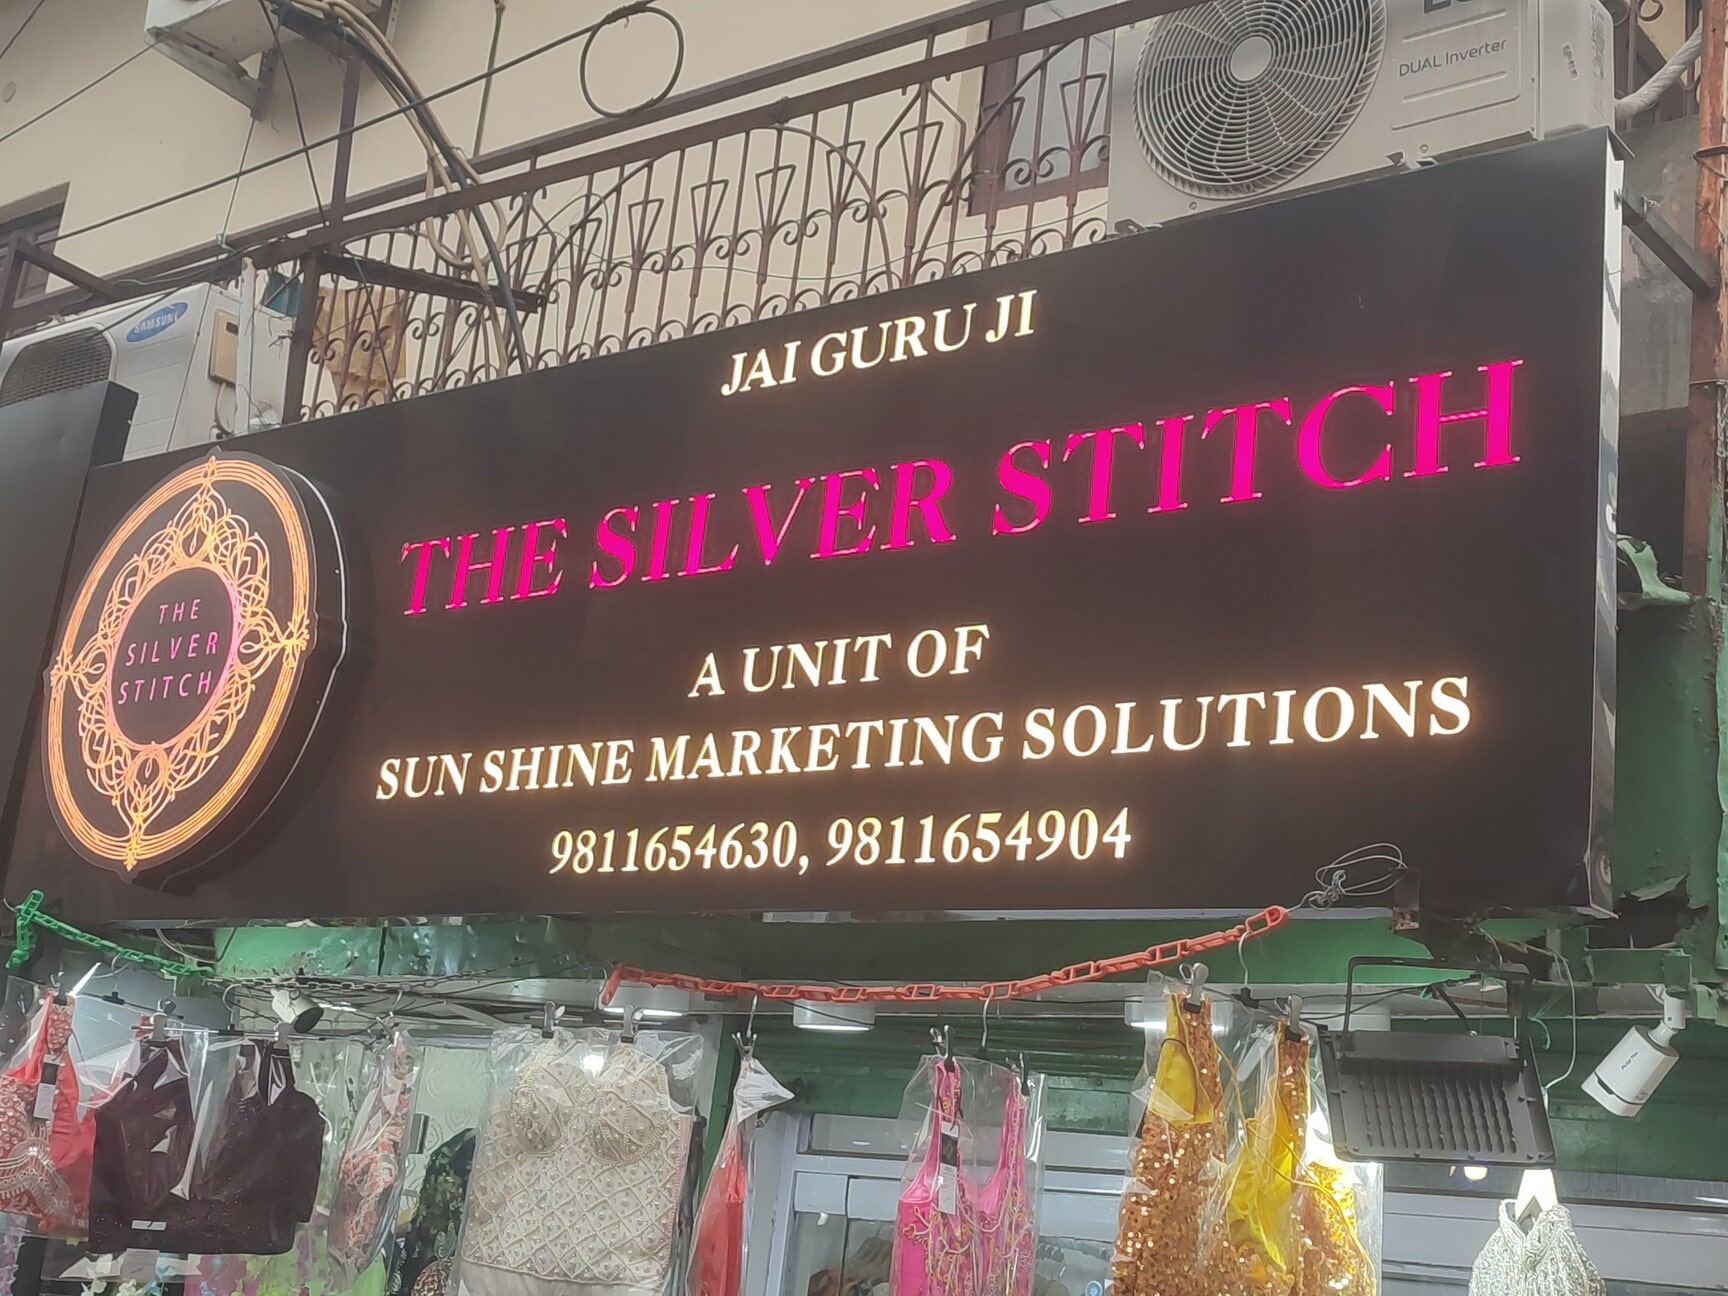 DUAL Inverter
SAMSUNG
JAI GURU JI
THE SILVER STITCH
THE
SILVER
STITCH
A UNIT OF
SUN SHINE MARKETING SOLUTIONS
9811654630, 9811654904